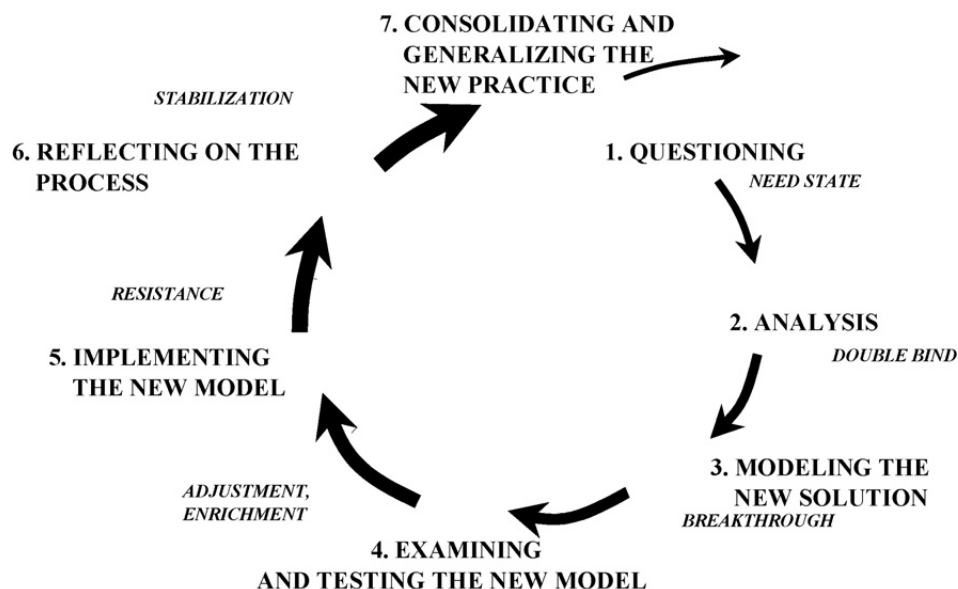 7. CONSOLIDATING AND
GENERALIZING THE
NEW PRACTICE
STABILIZATION
6. REFLECTING ON THE
PROCESS
1. QUESTIONING
NEED STATE
RESISTANCE
2. ANALYSIS
DOUBLE BIND
5. IMPLEMENTING
THE NEW MODEL
3. MODELING THE
NEW SOLUTION
BREAKTHROUGH
ADJUSTMENT,
ENRICHMENT
4. EXAMINING
AND TESTING THE NEW MODEL